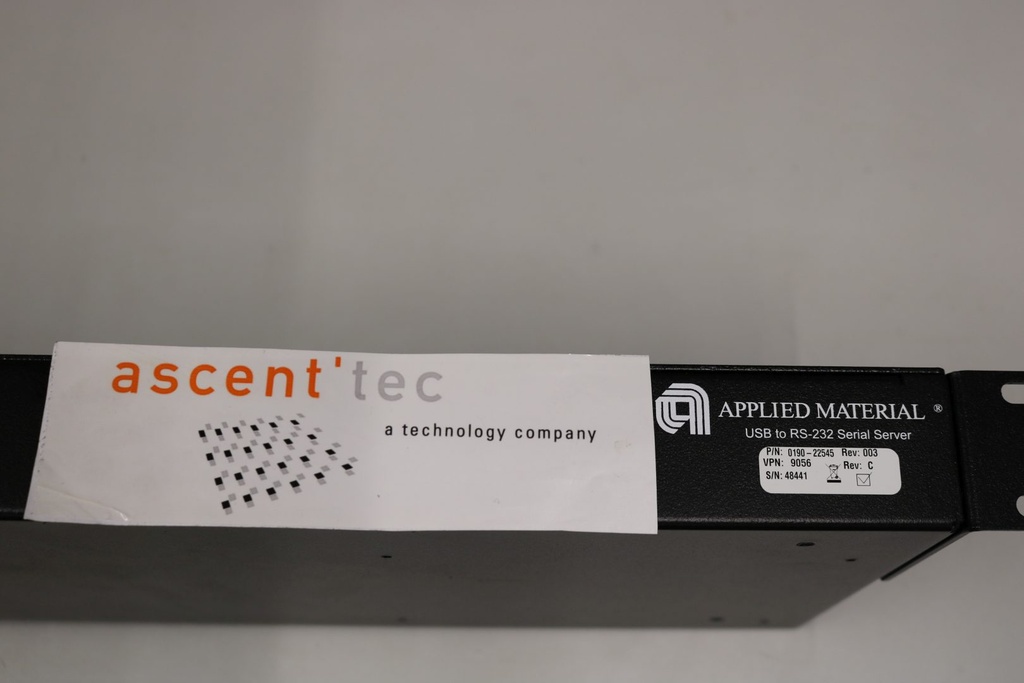 ascent'tec
a technology company
APPLIED MATERIAL ®
USB to RS-232 Serial Server
P/N: 0190-22545 Rev: 003
VPN: 9056 Rev: C
S/N: 48441